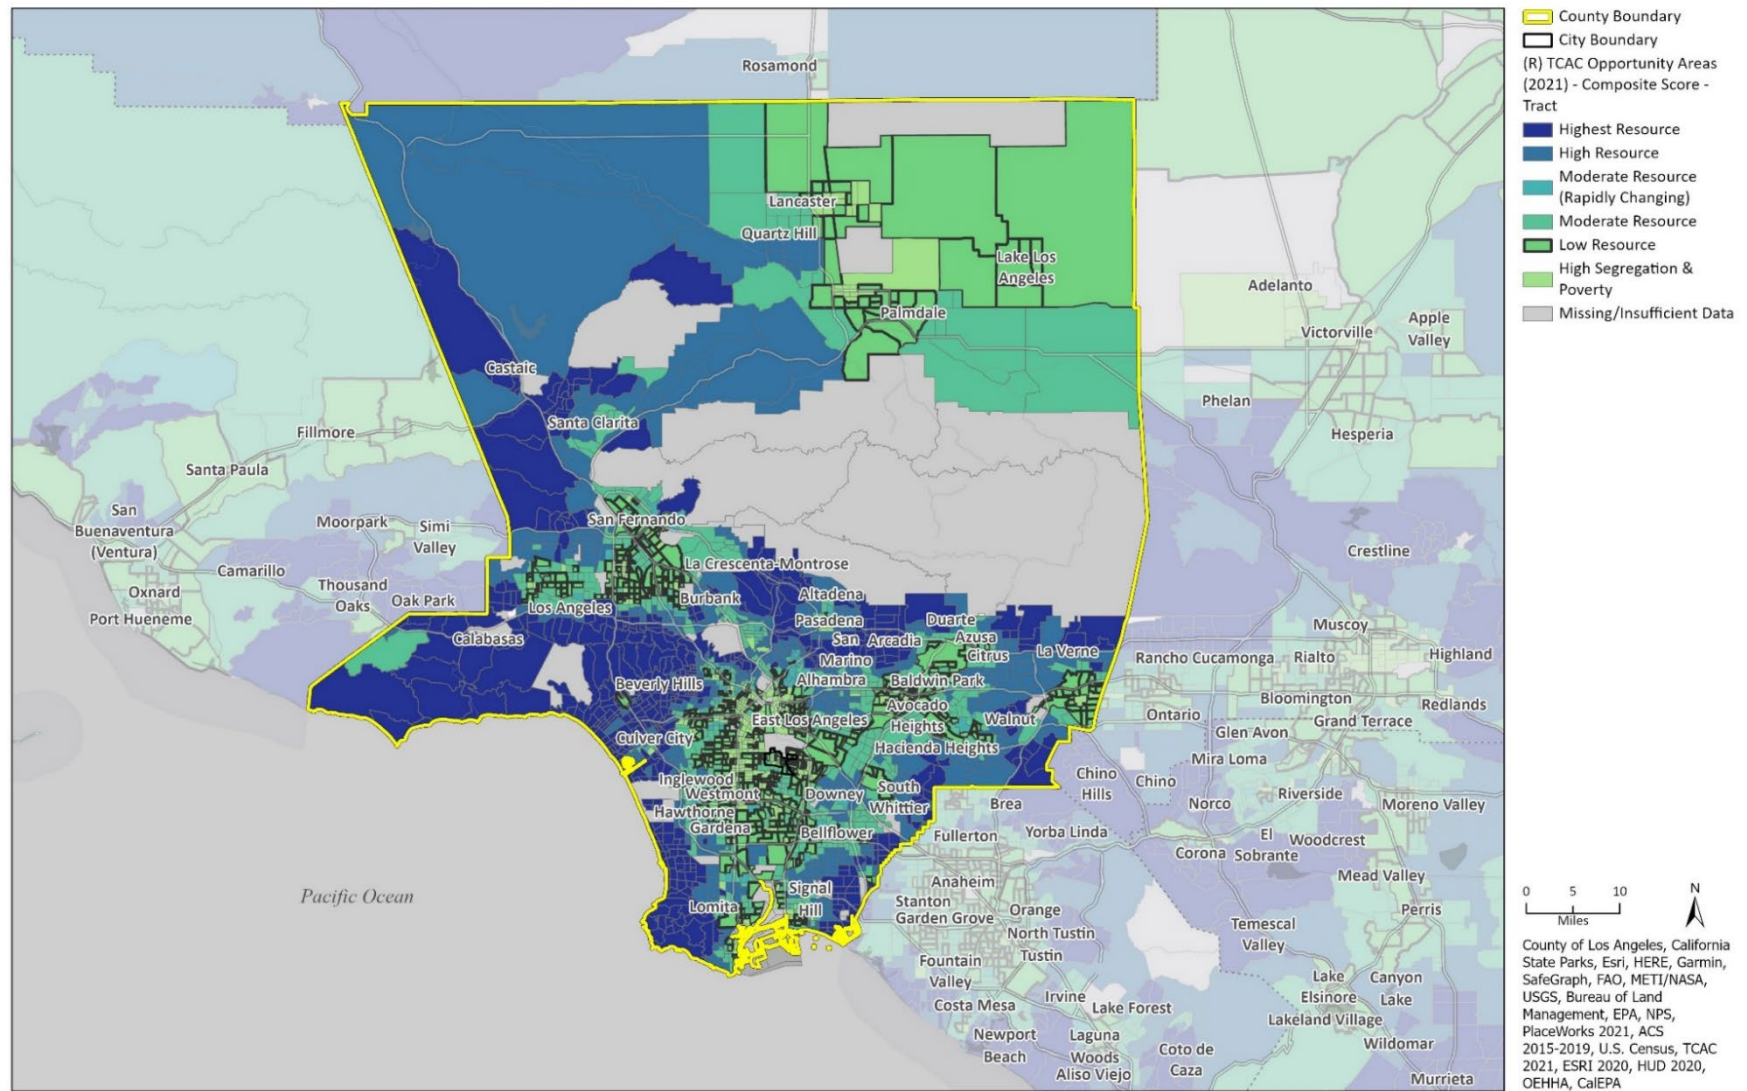 Rosamond
Lancaster
Quartz Hill
Lake Los
Angeles
Palmdale
Adelanto
Victorville
Apple
Valley
Castaic
Santa Clarita
Phelan
Hesperia
Fillmore
Santa Paula
San
Buenaventura
(Ventura)
Moorpark
Simi
Valley
San Fernando
La Crescenta-Montrose
Crestline
Camarillo
Thousand
Oaks
Oxnard
Port Hueneme
Oak Park
Los Angeles
Burbank
Altadena
Pasadena
Duarte
Calabasas
San
Marino
Arcadia
Azusa
Citrus
La Verne
Muscoy
Rancho Cucamonga
Rialto
Highland
Beverly Hills
Alhambra
Baldwin Park
Bloomington
Redlands
East Los Angeles
Avocado
Heights
Walnut
Ontario
Grand Terrace
Glen Avon
Culver City
Hacienda Heights
Mira Loma
Inglewood
Westmont
Downey
South
Whittier
Chino
Hills
Chino
Riverside
Moreno Valley
Norco
Hawthorne
Gardena
Bellflower
Brea
Fullerton
Yorba Linda
El
Sobrante
Woodcrest
Corona
Mead Valley
Anaheim
Stanton
Garden Grove
Orange
Lomita
Signal
Hill
Pacific Ocean
North Tustin
Tustin
Temescal
Valley
Perris
Fountain
Valley
Irvine
Lake Forest
Lake
Elsinore
Canyon
Lake
Costa Mesa
Lakeland Village
Newport
Beach
Laguna
Woods
Aliso Viejo
Coto de
Caza
Wildomar
Murrieta
County Boundary
City Boundary
(R) TCAC Opportunity Areas
(2021) - Composite Score -
Tract
Highest Resource
High Resource
Moderate Resource
(Rapidly Changing)
Moderate Resource
Low Resource
High Segregation &
Poverty
Missing/Insufficient Data
0 5 10
Miles
N
County of Los Angeles, California
State Parks, Esri, HERE, Garmin,
SafeGraph, FAO, METI/NASA,
USGS, Bureau of Land
Management, EPA, NPS,
PlaceWorks 2021, ACS
2015-2019, U.S. Census, TCAC
2021, ESRI 2020, HUD 2020,
OEHHA, CalEPA